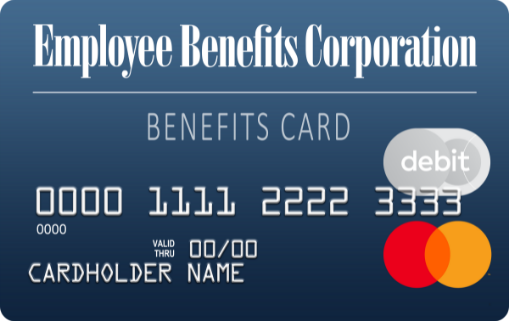 Employee Benefits Corporation
BENEFITS CARD
debit
0000 1111 2222 3333
0000
VALID THRU 00/00
CARDHOLDER NAME